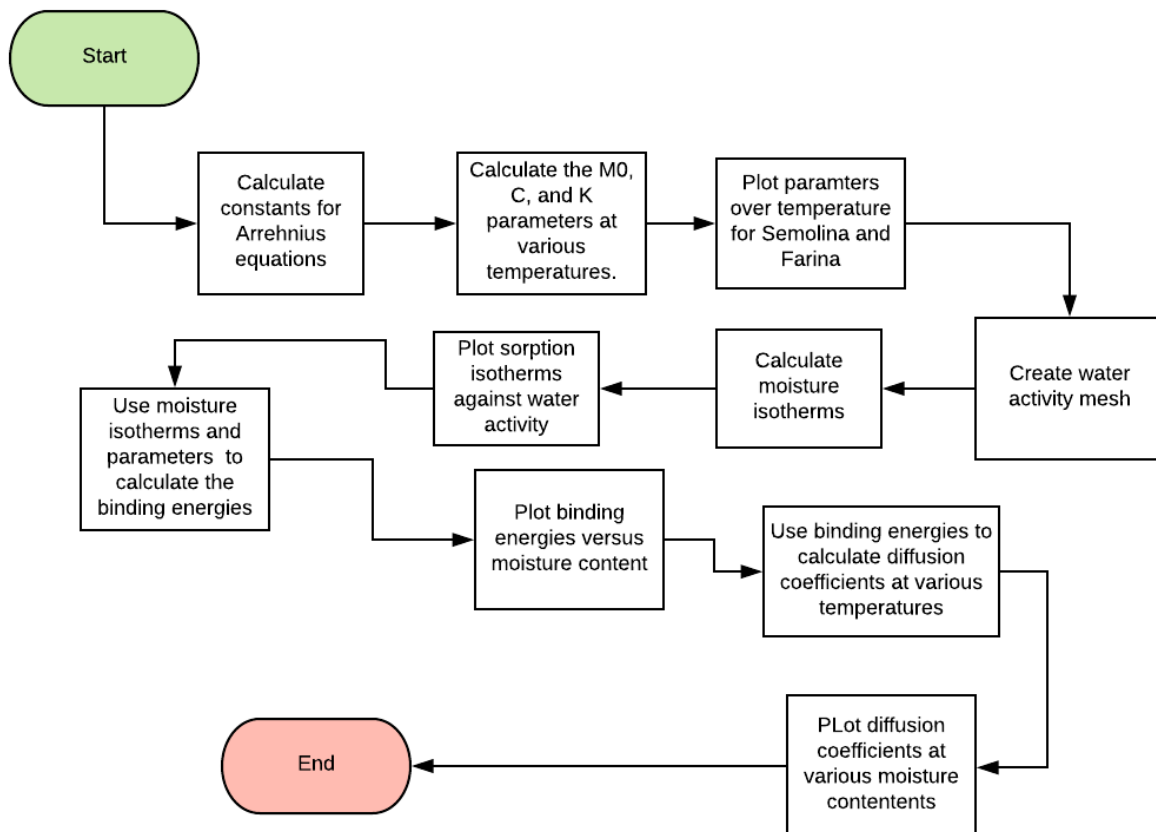 Start
Calculate
constants for
Arrehnius
equations
Calculate the M0,
C, and K
parameters at
various
temperatures.
Plot paramters
over temperature
for Semolina and
Farina
Create water
activity mesh
Calculate
moisture
isotherms
Plot sorption
isotherms
against water
activity
Use moisture
isotherms and
parameters to
calculate the
binding energies
Plot binding
energies versus
moisture content
Use binding energies to
calculate diffusion
coefficients at various
temperatures
PLot diffusion
coefficients at
various moisture
contentents
End